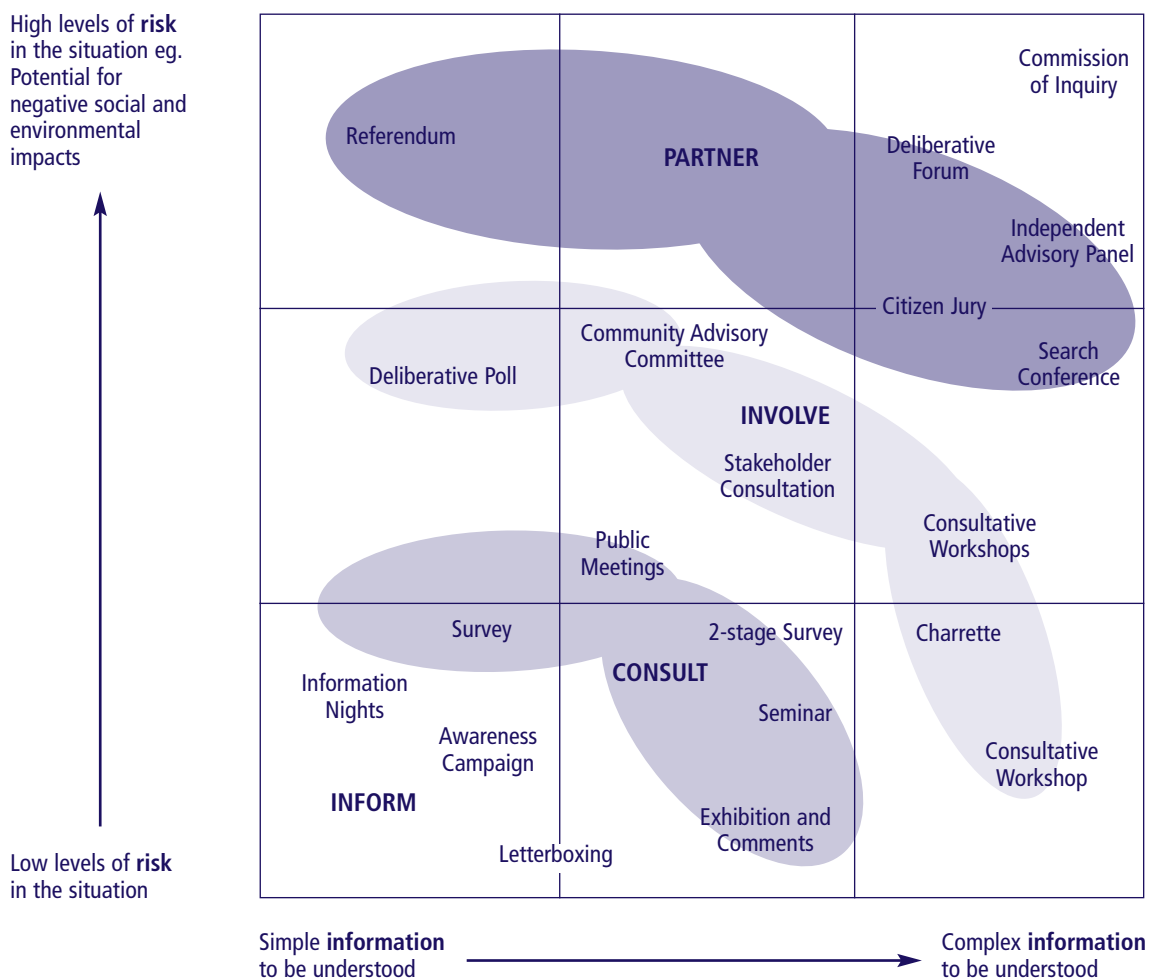 High levels of risk
in the situation eg.
Potential for
negative social and
environmental
impacts
Low levels of risk
in the situation
Commission
of Inquiry
Referendum
PARTNER
Deliberative
Forum
Independent
Advisory Panel
Citizen Jury
Community Advisory
Committee
Search
Conference
Deliberative Poll
INVOLVE
Stakeholder
Consultation
Consultative
Workshops
Public
Meetings
Survey
2-stage Survey
Charrette
CONSULT
Information
Nights
Seminar
Awareness
Campaign
Consultative
Workshop
INFORM
Exhibition and
Comments
Letterboxing
Simple information
to be understood
Complex information
to be understood